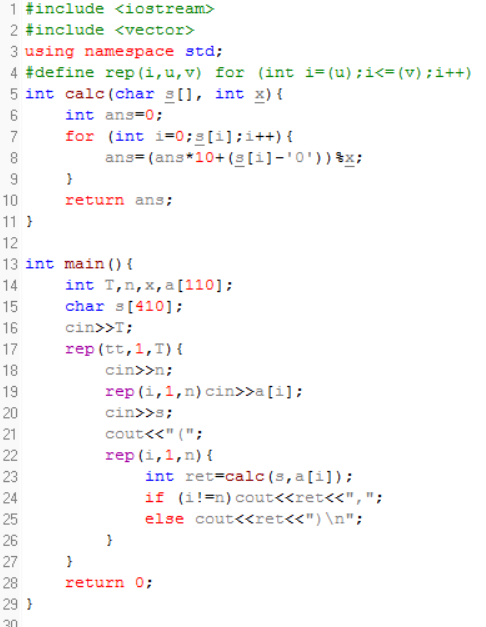 1 #include <iostream>
2 #include <vector>
3 using namespace std;
4 #define rep(i,u,v) for (int i=(u);i<=(v);i++)
5 int calc(char s[], int x){
6     int ans=0;
7     for (int i=0;s[i];i++){
8         ans=(ans*10+(s[i]-'0'))%x;
9     }
10     return ans;
11 }
12
13 int main(){
14     int T,n,x,a[110];
15     char s[410];
16     cin>>T;
17     rep(tt,1,T){
18         cin>>n;
19         rep(i,1,n)cin>>a[i];
20         cin>>s;
21         cout<<"(";
22         rep(i,1,n){
23             int ret=calc(s,a[i]);
24             if (i!=n)cout<<ret<<",";
25             else cout<<ret<<")\n";
26         }
27     }
28     return 0;
29 }
30